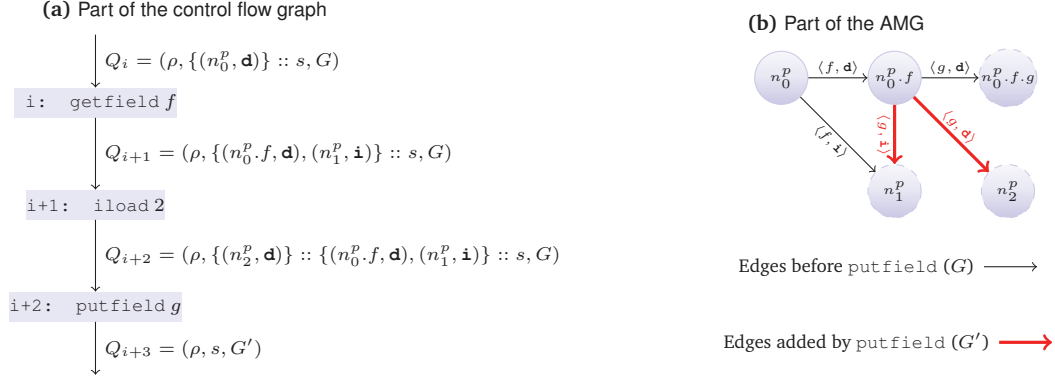 (a) Part of the control flow graph
Q_i = (ρ, {(n_0^p, d)} :: s, G)
i: getfield f
Q_{i+1} = (ρ, {(n_0^p.f, d), (n_1^p, i)} :: s, G)
i+1: iload 2
Q_{i+2} = (ρ, {(n_2^p, d)} :: {(n_0^p.f, d), (n_1^p, i)} :: s, G)
i+2: putfield g
Q_{i+3} = (ρ, s, G′)
(b) Part of the AMG
n_0^p
⟨f, d⟩
n_0^p.f
⟨g, d⟩
n_0^p.f.g
⟨f, i⟩
⟨g, i⟩
⟨g, d⟩
n_1^p
n_2^p
Edges before putfield (G)
Edges added by putfield (G′)